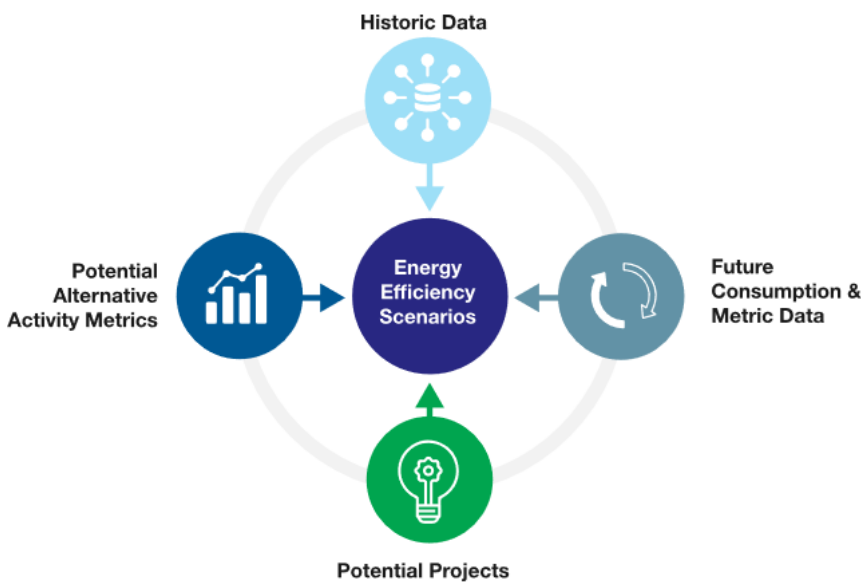 Historic Data
Potential
Alternative
Activity Metrics
Energy
Efficiency
Scenarios
Future
Consumption &
Metric Data
Potential Projects